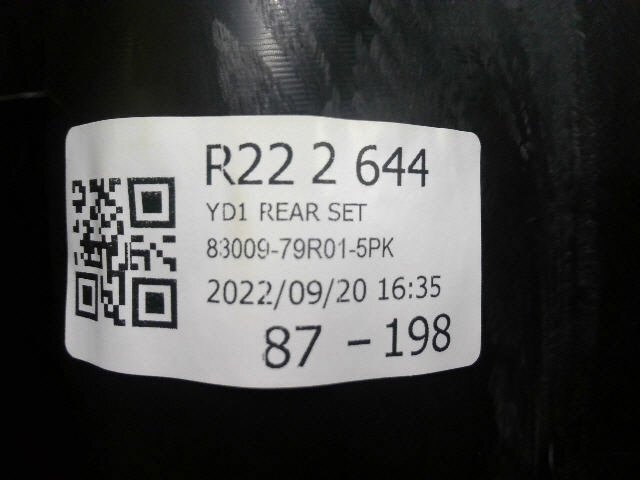 R22 2 644
YD1 REAR SET
83009-79R01-5PK
2022/09/20 16:35
87 - 198